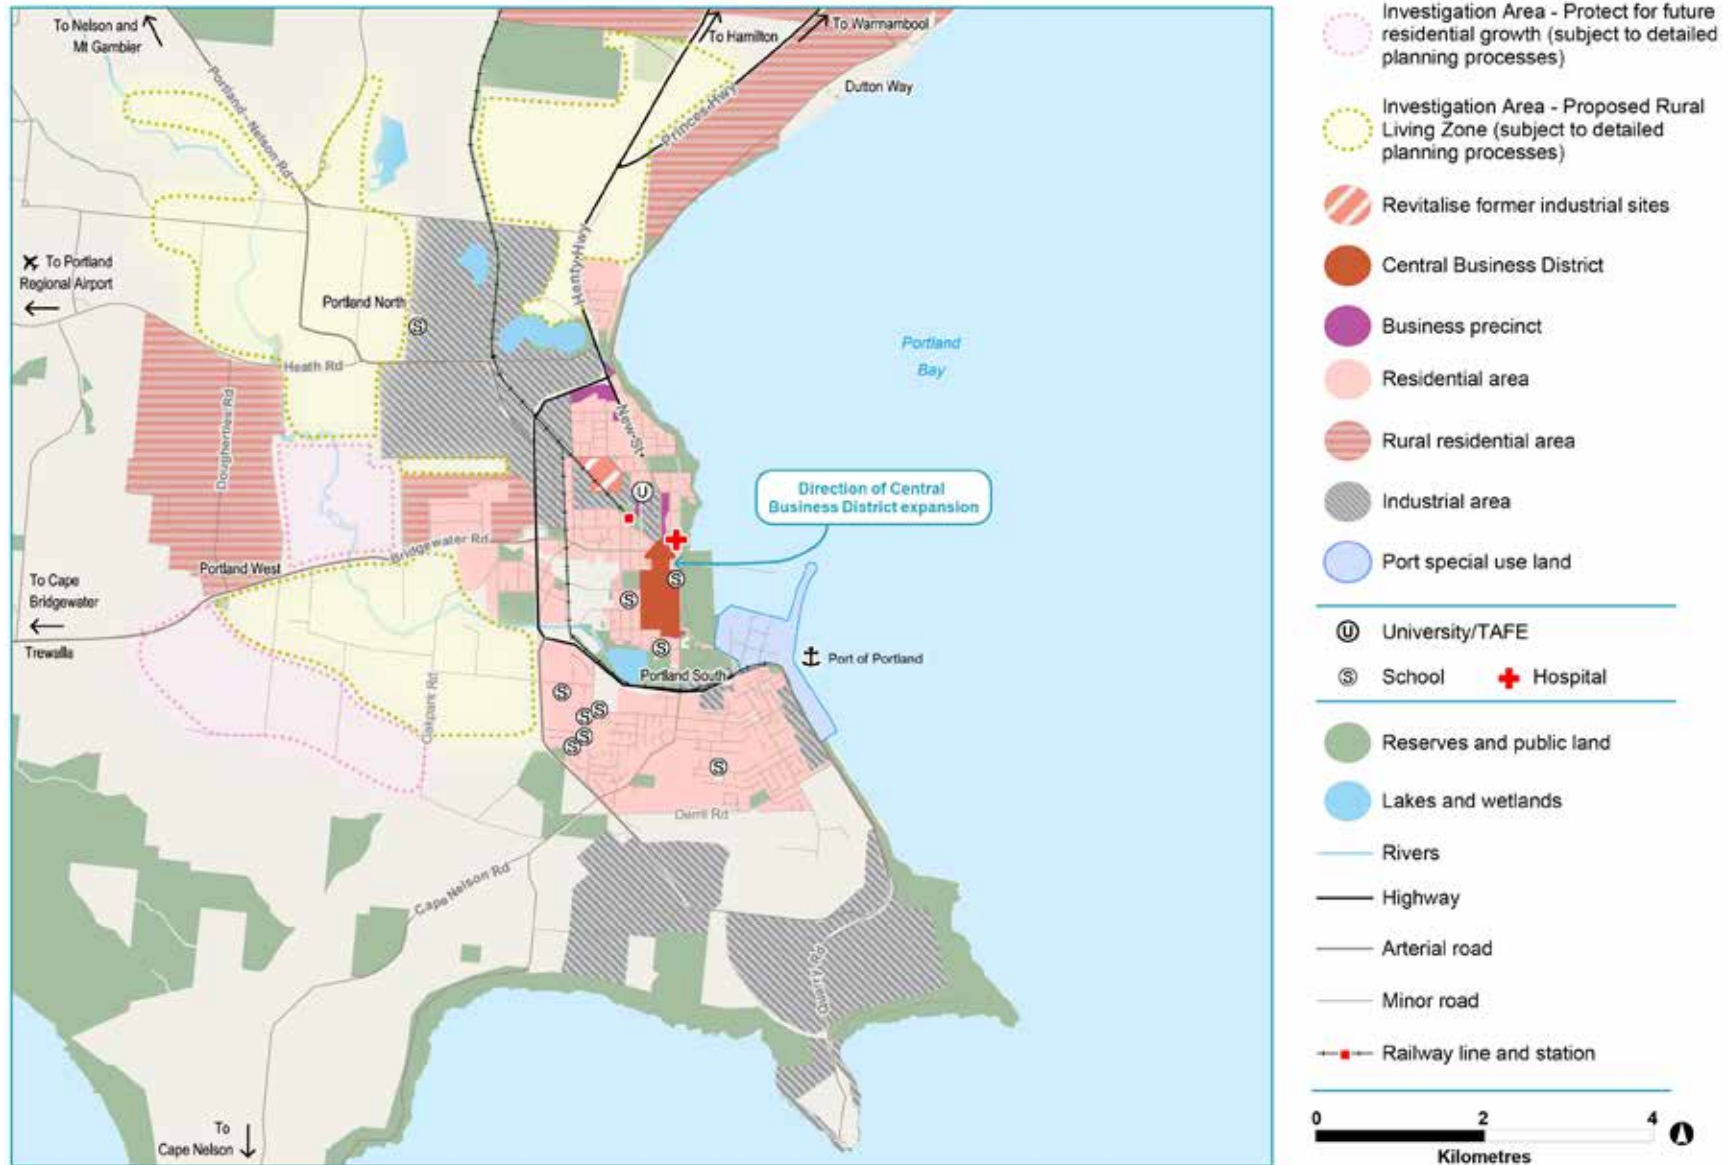 To Nelson and
Mt Gambier
To Hamilton
To Warrnambool
Dutton Way
Portland - Nelson Rd
Princes Hwy
Henty Hwy
To Portland
Regional Airport
Portland North
Heath Rd
Portland
Bay
Dougherties Rd
New St
Direction of Central
Business District expansion
U
S
S
S
S
S
S
S
S
S
S
Bridgewater Rd
Portland West
To Cape
Bridgewater
Trewalla
Port of Portland
Portland South
Oakpark Rd
Derril Rd
Cape Nelson Rd
Quarry Rd
To
Cape Nelson
Investigation Area - Protect for future
residential growth (subject to detailed
planning processes)
Investigation Area - Proposed Rural
Living Zone (subject to detailed
planning processes)
Revitalise former industrial sites
Central Business District
Business precinct
Residential area
Rural residential area
Industrial area
Port special use land
U University/TAFE
S School Hospital
Reserves and public land
Lakes and wetlands
Rivers
Highway
Arterial road
Minor road
Railway line and station
0 2 4
Kilometres